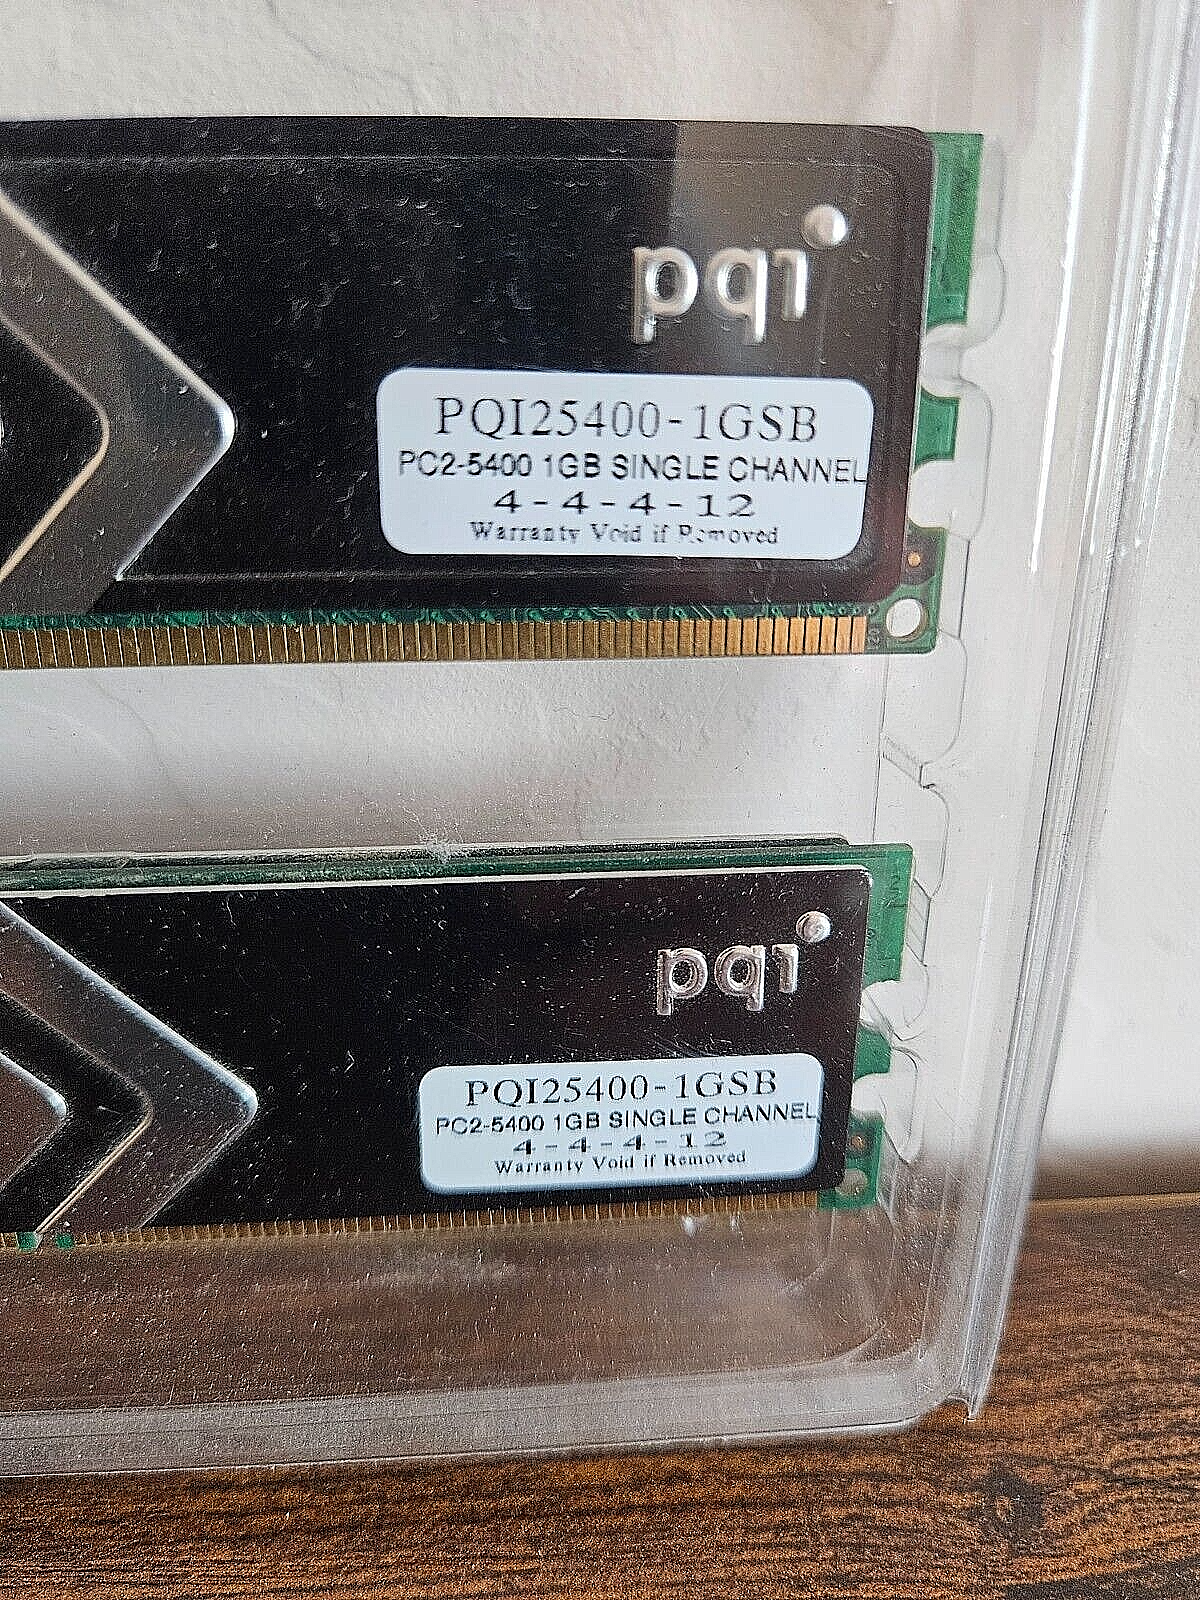 pqi
PQI25400-1GSB
PC2-5400 1GB SINGLE CHANNEL
4-4-4-12
Warranty Void if Removed
pqi
PQI25400-1GSB
PC2-5400 1GB SINGLE CHANNEL
4-4-4-12
Warranty Void if Removed